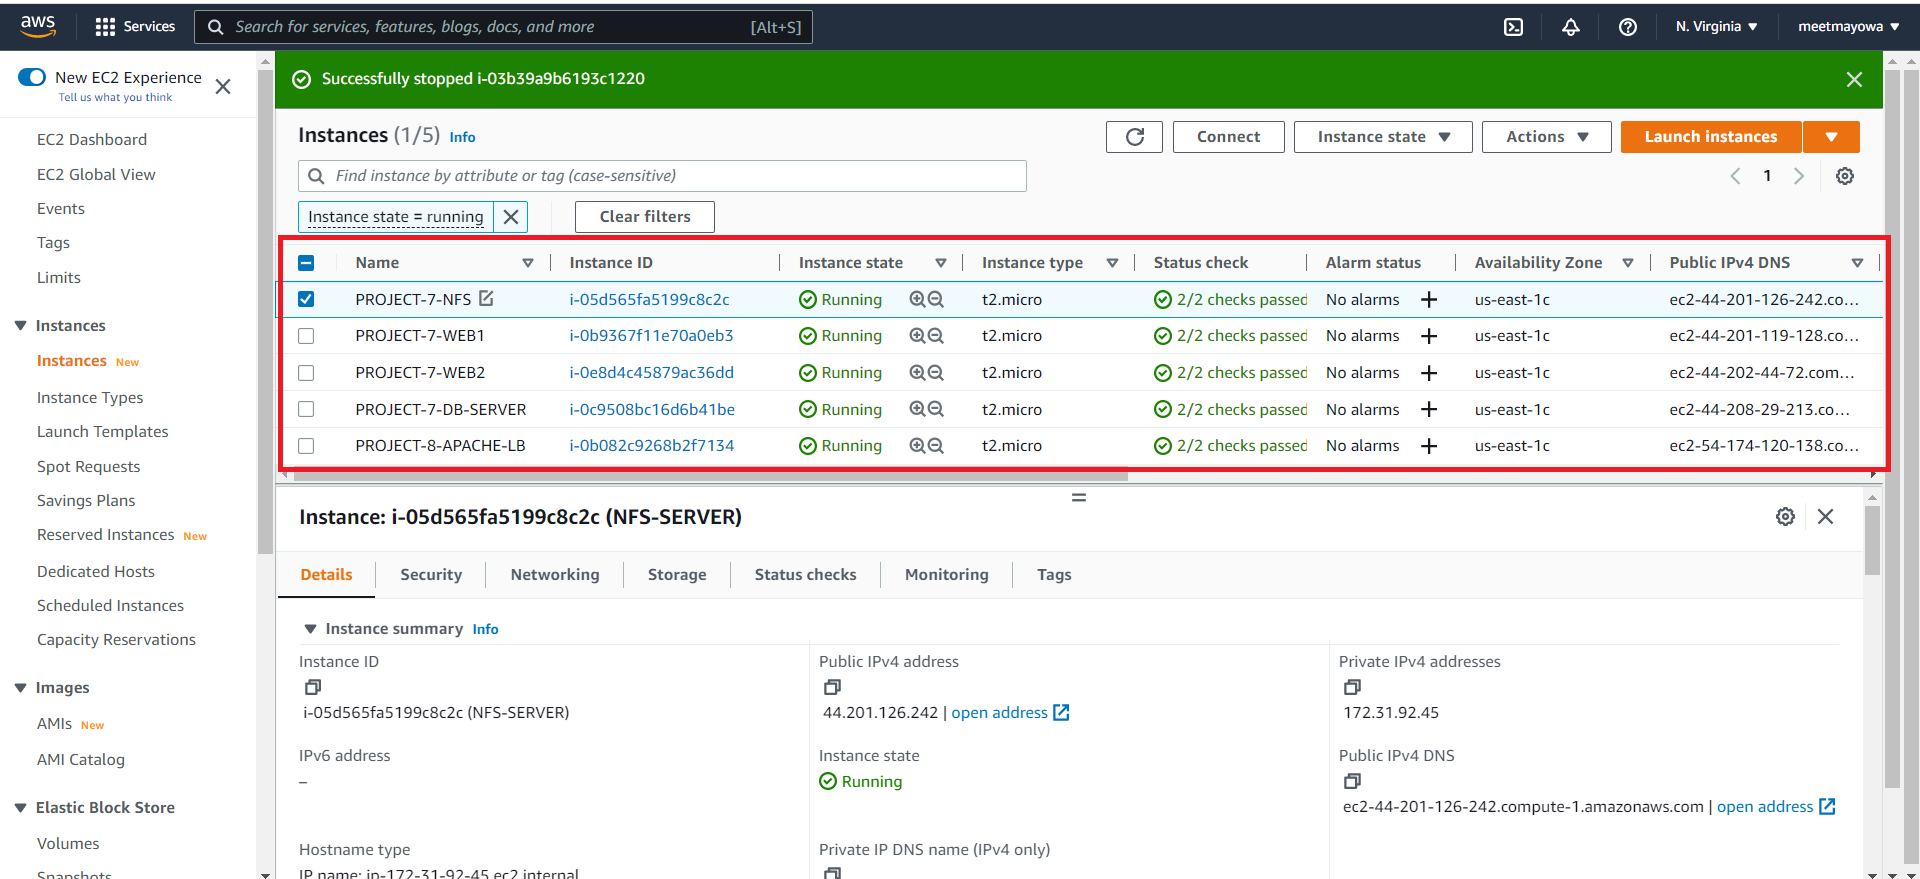 aws Services Search for services, features, blogs, docs, and more [Alt+S] N. Virginia ▼ meetmayowa ▼
New EC2 Experience
Tell us what you think
EC2 Dashboard
EC2 Global View
Events
Tags
Limits
Instances
Instances New
Instance Types
Launch Templates
Spot Requests
Savings Plans
Reserved Instances New
Dedicated Hosts
Scheduled Instances
Capacity Reservations
Images
AMIs New
AMI Catalog
Elastic Block Store
Volumes
Snapshots
Successfully stopped i-03b39a9b6193c1220
Instances (1/5) Info Connect Instance state ▼ Actions ▼ Launch instances ▼
Find instance by attribute or tag (case-sensitive) 1
Instance state = running Clear filters
Name Instance ID Instance state Instance type Status check Alarm status Availability Zone Public IPv4 DNS
PROJECT-7-NFS i-05d565fa5199c8c2c Running t2.micro 2/2 checks passed No alarms + us-east-1c ec2-44-201-126-242.co...
PROJECT-7-WEB1 i-0b9367f11e70a0eb3 Running t2.micro 2/2 checks passed No alarms + us-east-1c ec2-44-201-119-128.co...
PROJECT-7-WEB2 i-0e8d4c45879ac36dd Running t2.micro 2/2 checks passed No alarms + us-east-1c ec2-44-202-44-72.com...
PROJECT-7-DB-SERVER i-0c9508bc16d6b41be Running t2.micro 2/2 checks passed No alarms + us-east-1c ec2-44-208-29-213.co...
PROJECT-8-APACHE-LB i-0b082c9268b2f7134 Running t2.micro 2/2 checks passed No alarms + us-east-1c ec2-54-174-120-138.co...
Instance: i-05d565fa5199c8c2c (NFS-SERVER)
Details Security Networking Storage Status checks Monitoring Tags
Instance summary Info
Instance ID
i-05d565fa5199c8c2c (NFS-SERVER)
Public IPv4 address
44.201.126.242 | open address
Private IPv4 addresses
172.31.92.45
IPv6 address
–
Instance state
Running
Public IPv4 DNS
ec2-44-201-126-242.compute-1.amazonaws.com | open address
Hostname type
IP name: ip-172-31-92-45.ec2.internal
Private IP DNS name (IPv4 only)